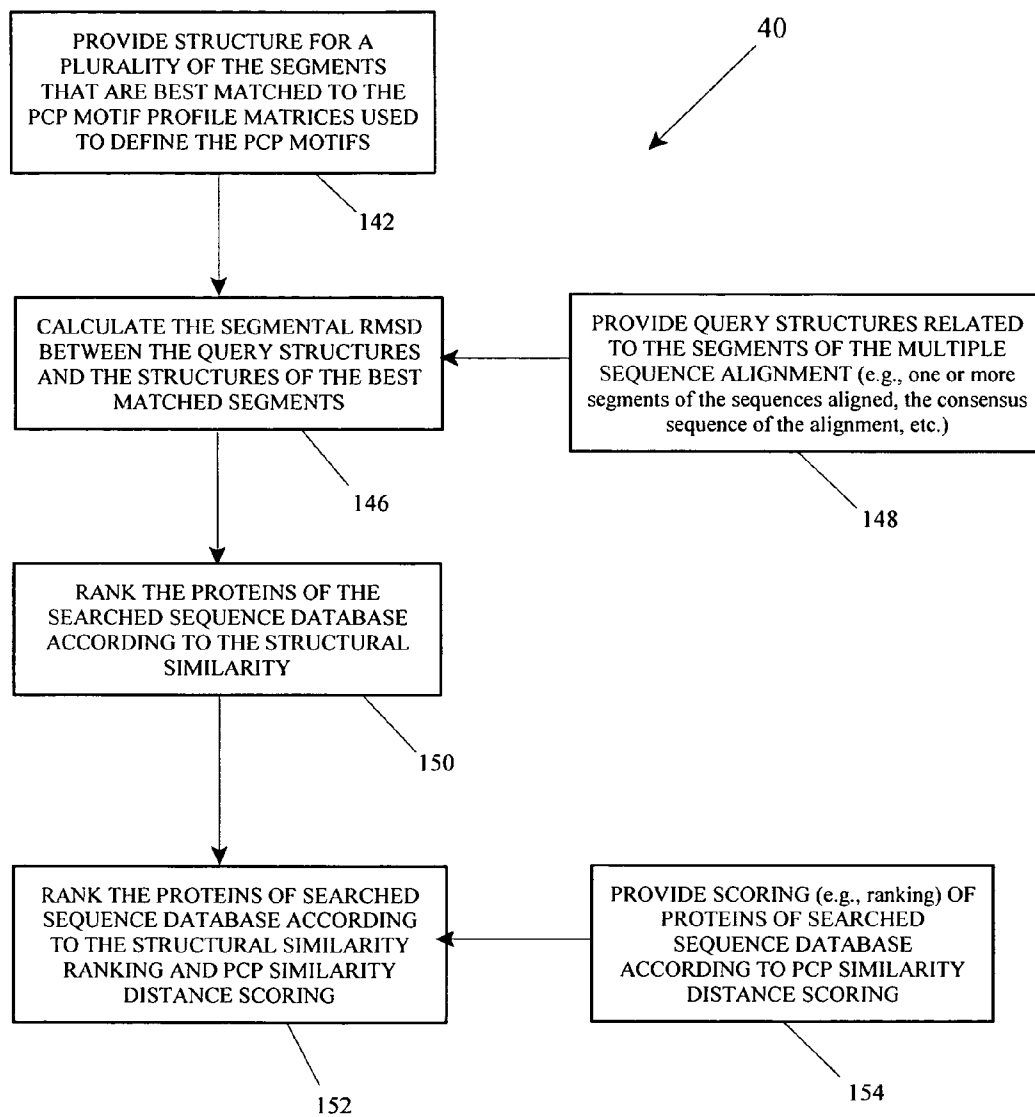 40
PROVIDE STRUCTURE FOR A
PLURALITY OF THE SEGMENTS
THAT ARE BEST MATCHED TO THE
PCP MOTIF PROFILE MATRICES USED
TO DEFINE THE PCP MOTIFS
142
CALCULATE THE SEGMENTAL RMSD
BETWEEN THE QUERY STRUCTURES
AND THE STRUCTURES OF THE BEST
MATCHED SEGMENTS
146
PROVIDE QUERY STRUCTURES RELATED
TO THE SEGMENTS OF THE MULTIPLE
SEQUENCE ALIGNMENT (e.g., one or more
segments of the sequences aligned, the consensus
sequence of the alignment, etc.)
148
RANK THE PROTEINS OF THE
SEARCHED SEQUENCE DATABASE
ACCORDING TO THE STRUCTURAL
SIMILARITY
150
RANK THE PROTEINS OF SEARCHED
SEQUENCE DATABASE ACCORDING
TO THE STRUCTURAL SIMILARITY
RANKING AND PCP SIMILARITY
DISTANCE SCORING
152
PROVIDE SCORING (e.g., ranking) OF
PROTEINS OF SEARCHED
SEQUENCE DATABASE
ACCORDING TO PCP SIMILARITY
DISTANCE SCORING
154